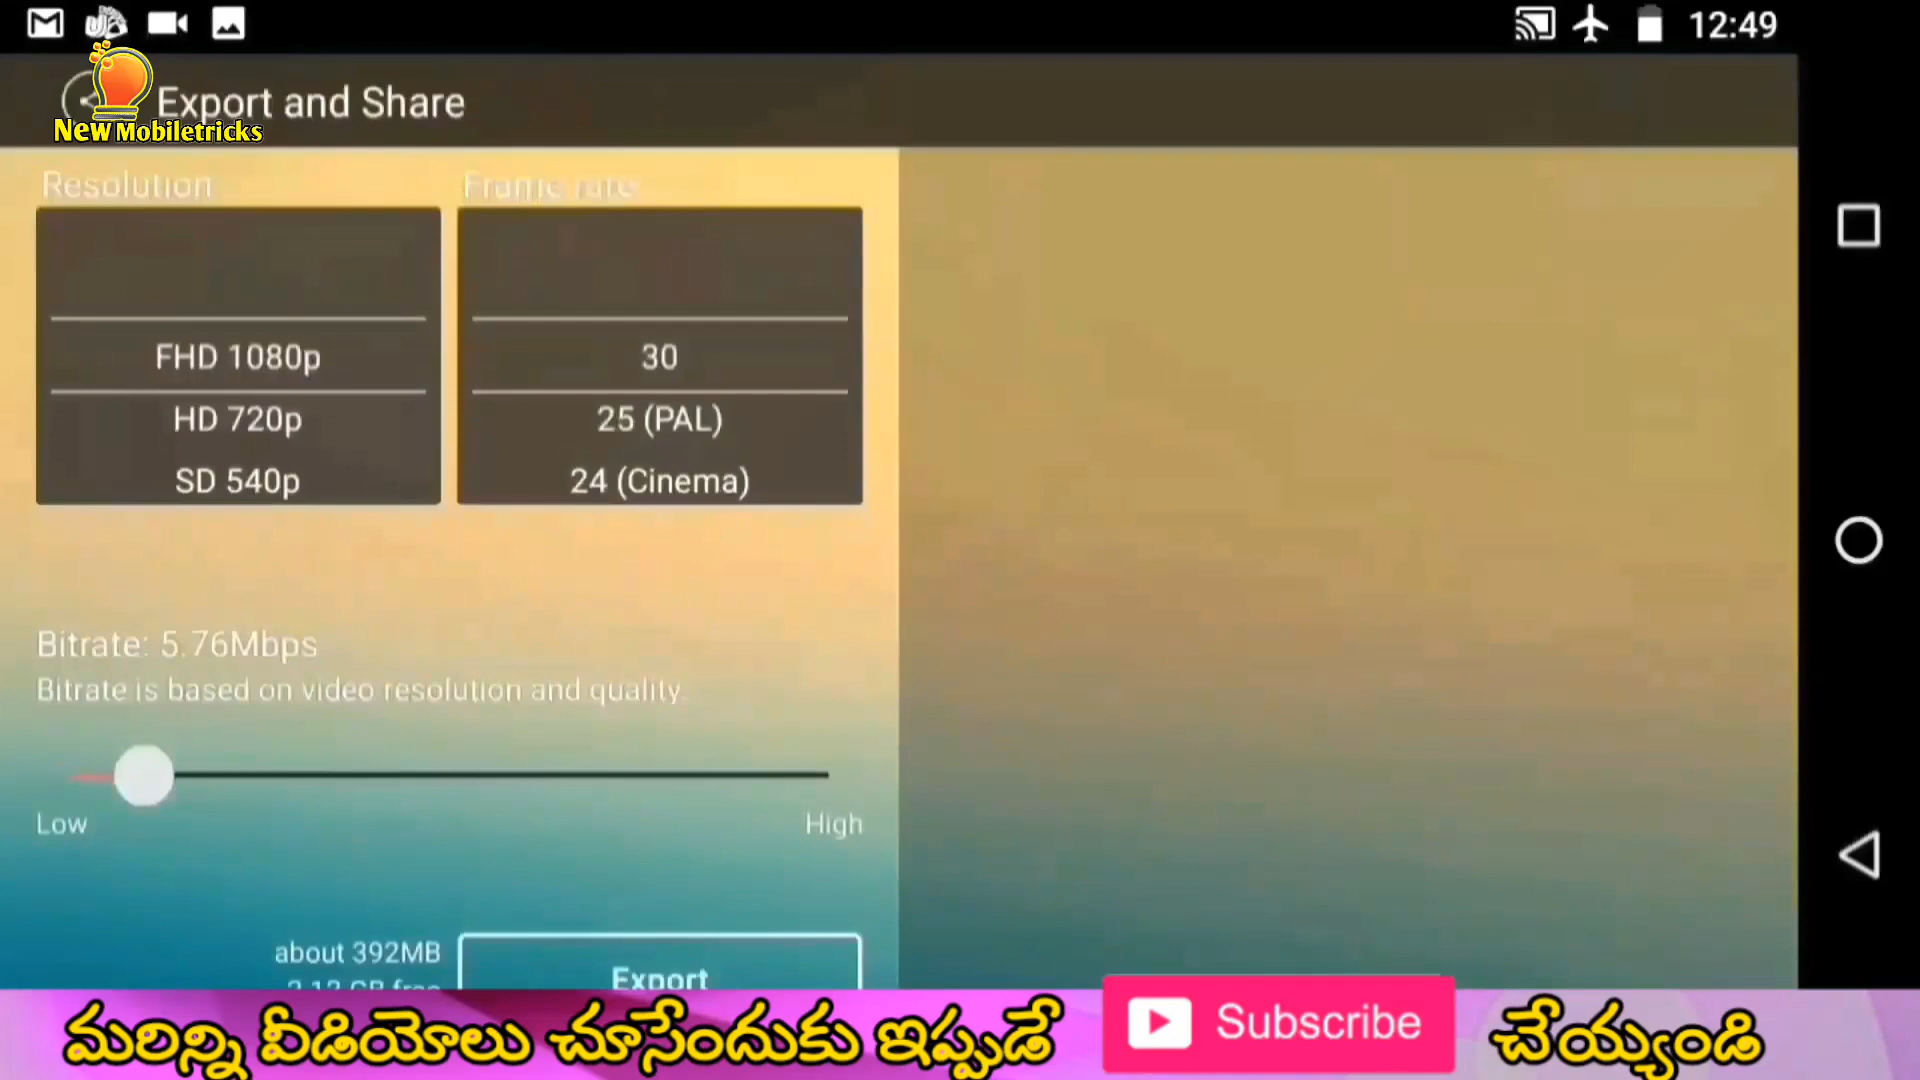 12:49
Export and Share
New Mobiletricks
Resolution
Frame rate
FHD 1080p
30
HD 720p
25 (PAL)
SD 540p
24 (Cinema)
Bitrate: 5.76Mbps
Bitrate is based on video resolution and quality.
Low
High
about 392MB
Export
మరిన్ని వీడియోలు చూసేందుకు ఇప్పుడే Subscribe చేయ్యండి